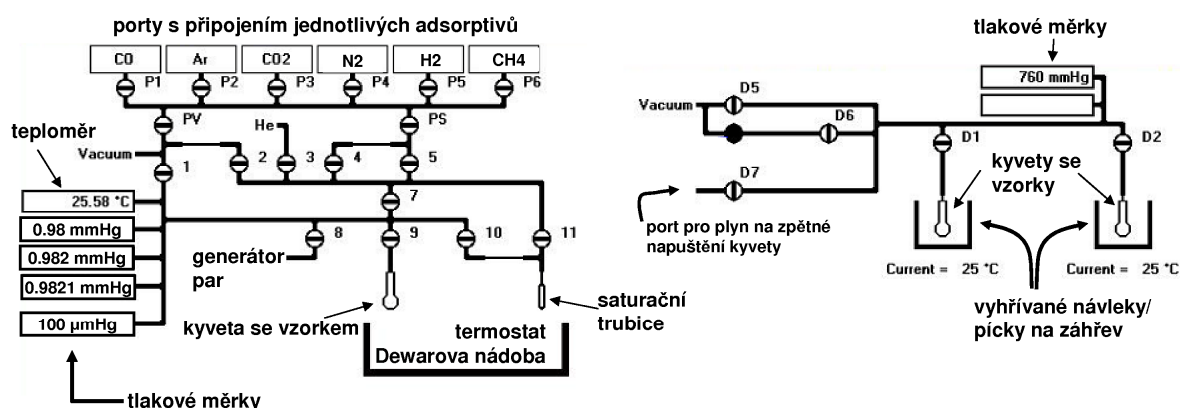 porty s připojením jednotlivých adsorptivů
CO Ar CO2 N2 H2 CH4
P1 P2 P3 P4 P5 P6
teploměr
PV He PS
Vacuum
1 2 3 4 5
25.58 °C
7
0.98 mmHg
0.982 mmHg
0.9821 mmHg
100 µmHg
8 9 10 11
generátor
par
kyveta se vzorkem
saturační
trubice
termostat
Dewarova nádoba
tlakové měrky
tlakové měrky
760 mmHg
Vacuum D5
D6
D1 D2
D7
kyvety se
vzorky
port pro plyn na zpětné
napuštění kyvety
Current = 25 °C Current = 25 °C
vyhřívané návleky/
pícky na záhřev